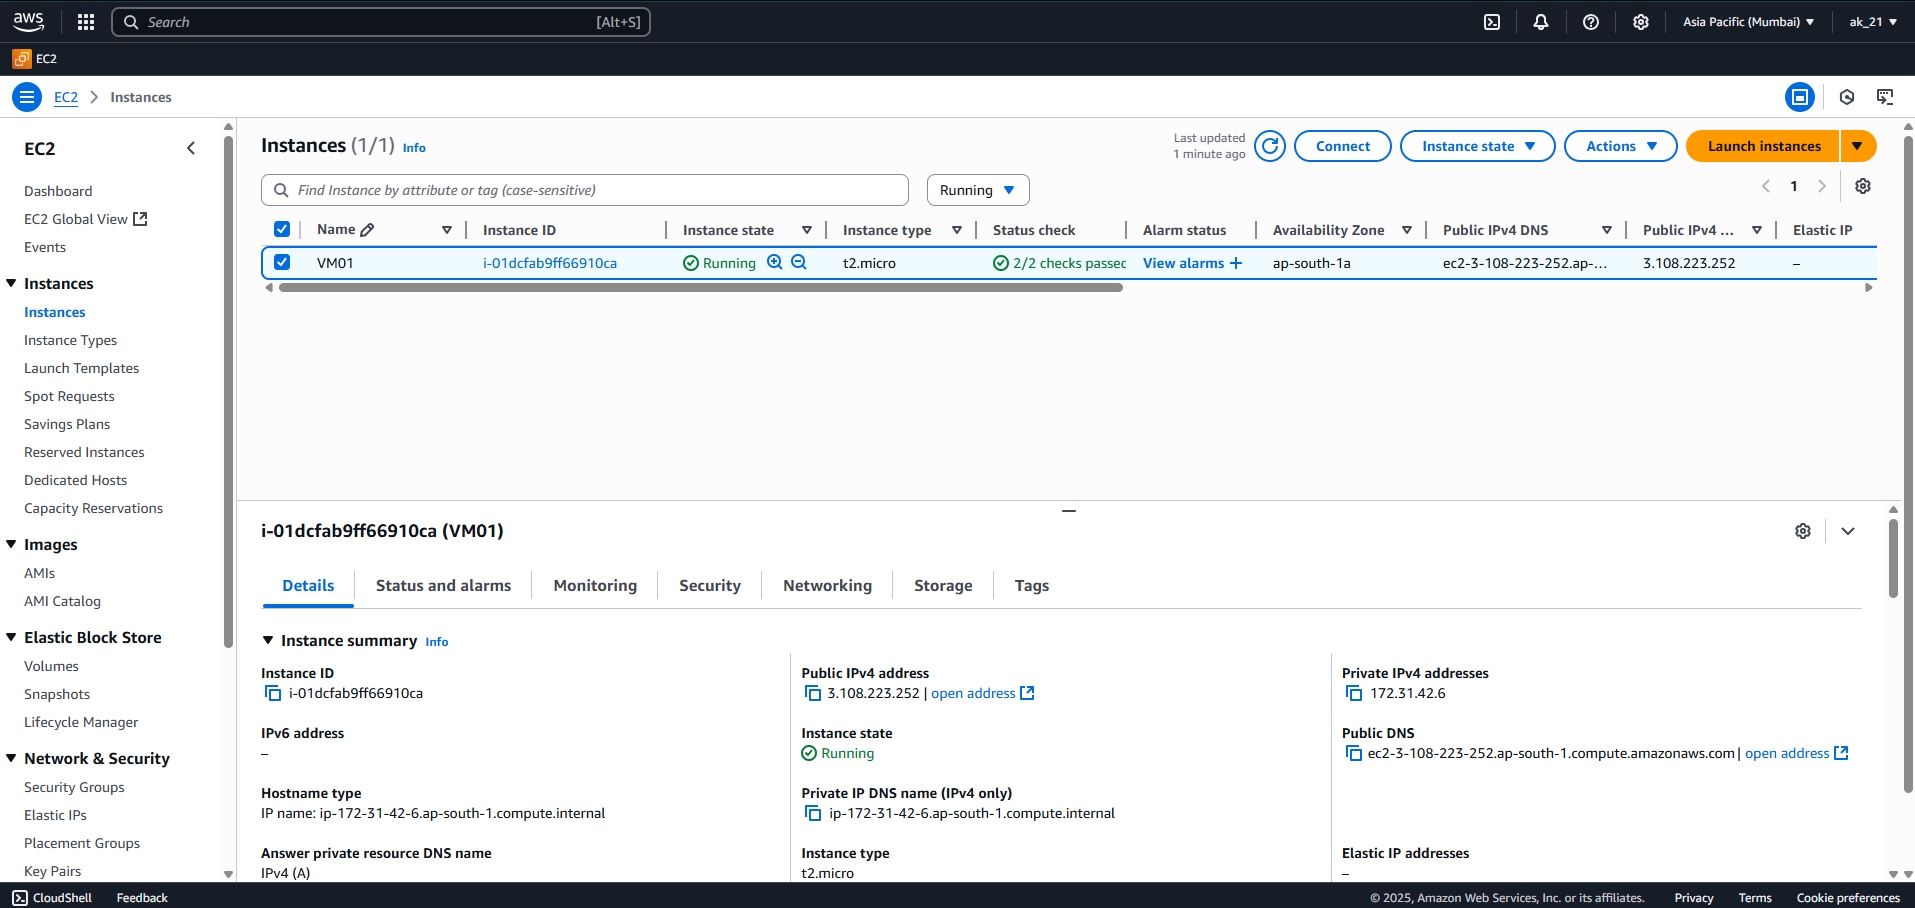 aws
Search [Alt+S]
Asia Pacific (Mumbai)
ak_21
EC2
EC2 Instances
EC2
Dashboard
EC2 Global View
Events
Instances
Instances
Instance Types
Launch Templates
Spot Requests
Savings Plans
Reserved Instances
Dedicated Hosts
Capacity Reservations
Images
AMIs
AMI Catalog
Elastic Block Store
Volumes
Snapshots
Lifecycle Manager
Network & Security
Security Groups
Elastic IPs
Placement Groups
Key Pairs
Instances (1/1) Info
Last updated
1 minute ago
Connect
Instance state
Actions
Launch instances
Find Instance by attribute or tag (case-sensitive)
Running
1
Name Instance ID Instance state Instance type Status check Alarm status Availability Zone Public IPv4 DNS Public IPv4 ... Elastic IP
VM01 i-01dcfab9ff66910ca Running t2.micro 2/2 checks passec View alarms + ap-south-1a ec2-3-108-223-252.ap-... 3.108.223.252 –
i-01dcfab9ff66910ca (VM01)
Details Status and alarms Monitoring Security Networking Storage Tags
Instance summary Info
Instance ID
i-01dcfab9ff66910ca
Public IPv4 address
3.108.223.252 | open address
Private IPv4 addresses
172.31.42.6
IPv6 address
–
Instance state
Running
Public DNS
ec2-3-108-223-252.ap-south-1.compute.amazonaws.com | open address
Hostname type
IP name: ip-172-31-42-6.ap-south-1.compute.internal
Private IP DNS name (IPv4 only)
ip-172-31-42-6.ap-south-1.compute.internal
Answer private resource DNS name
IPv4 (A)
Instance type
t2.micro
Elastic IP addresses
–
CloudShell Feedback
© 2025, Amazon Web Services, Inc. or its affiliates. Privacy Terms Cookie preferences